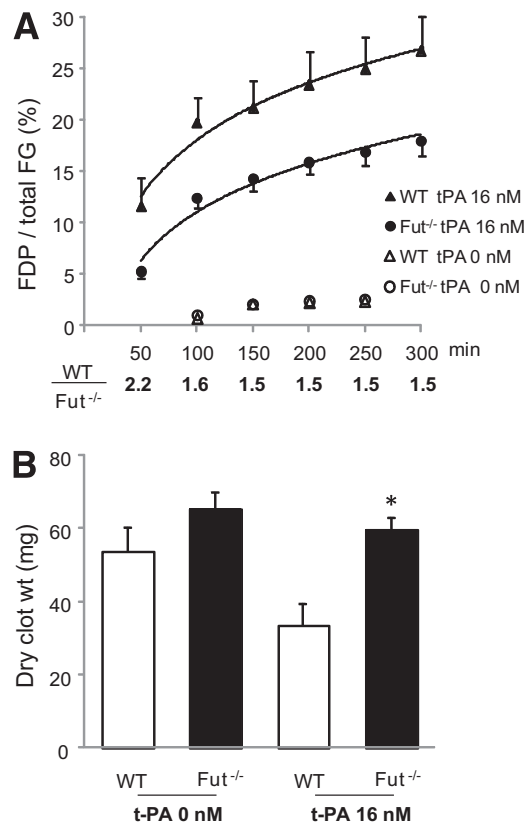 A
30
25
20
15
10
5
0
FDP / total FG (%)
▲ WT tPA 16 nM
● Fut-/- tPA 16 nM
△ WT tPA 0 nM
○ Fut-/- tPA 0 nM
50 100 150 200 250 300 min
WT
Fut -/-
2.2 1.6 1.5 1.5 1.5 1.5
B
80
60
40
20
0
Dry clot wt (mg)
*
WT Fut-/- WT Fut-/-
t-PA 0 nM t-PA 16 nM